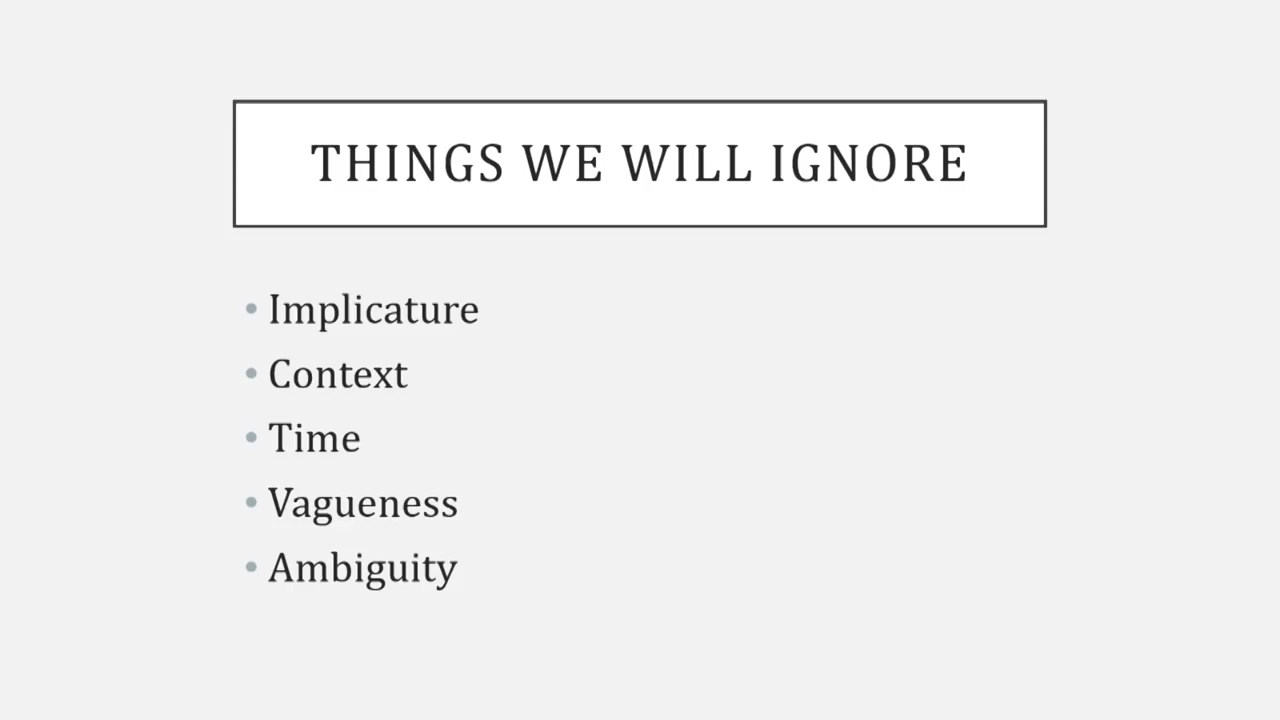 THINGS WE WILL IGNORE
• Implicature
• Context
• Time
• Vagueness
• Ambiguity